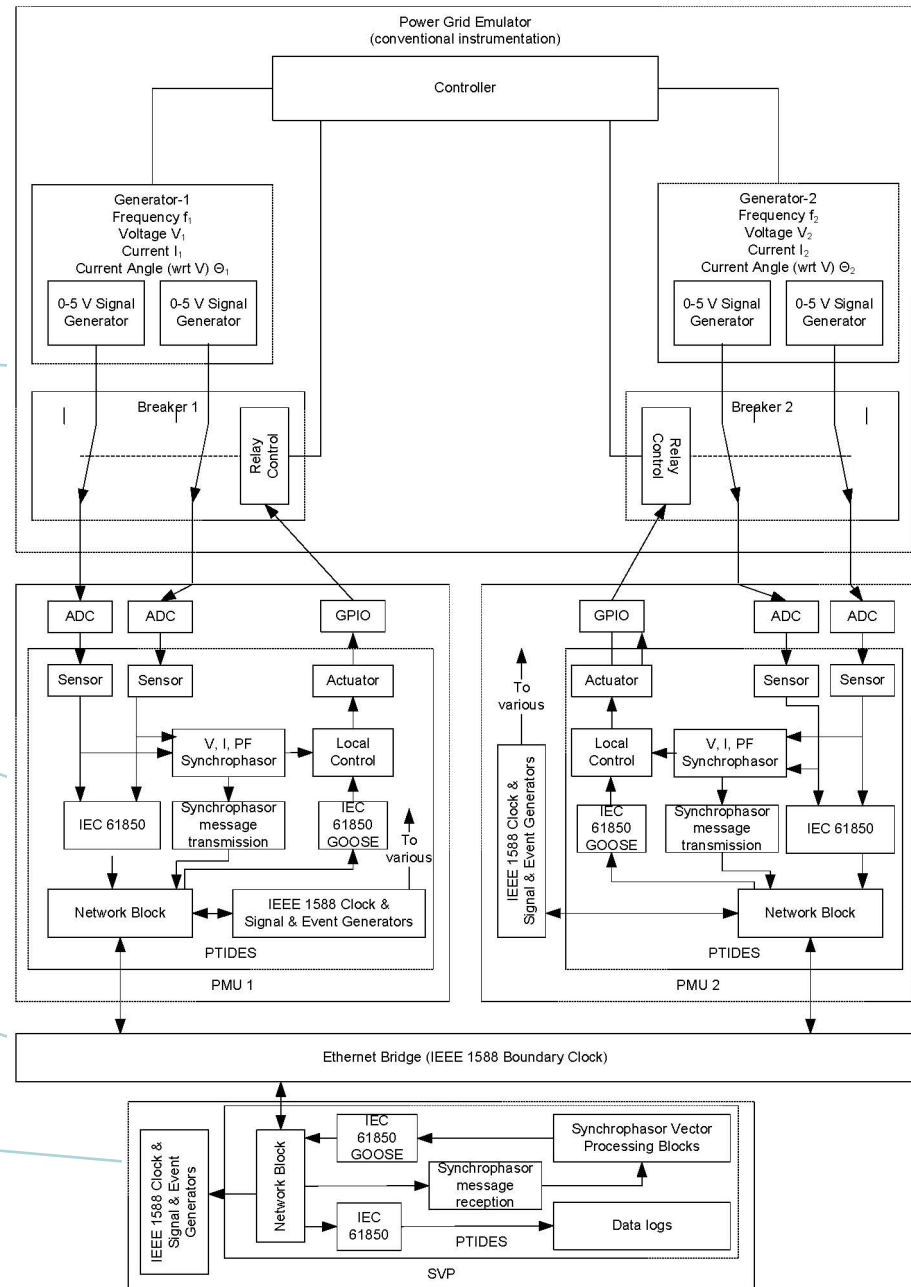 Power Grid Emulator
(conventional instrumentation)
Controller
Generator-1
Frequency f₁
Voltage V₁
Current I₁
Current Angle (wrt V) Θ₁
0-5 V Signal
Generator
0-5 V Signal
Generator
Generator-2
Frequency f₂
Voltage V₂
Current I₂
Current Angle (wrt V) Θ₂
0-5 V Signal
Generator
0-5 V Signal
Generator
Breaker 1
Relay
Control
Breaker 2
Relay
Control
ADC
ADC
GPIO
Sensor
Sensor
Actuator
V, I, PF
Synchrophasor
Local
Control
IEC 61850
Synchrophasor
message
transmission
IEC
61850
GOOSE
To
various
Network Block
IEEE 1588 Clock &
Signal & Event Generators
PTIDES
PMU 1
GPIO
ADC
ADC
To
various
Actuator
Sensor
Sensor
Local
Control
V, I, PF
Synchrophasor
IEEE 1588 Clock &
Signal & Event Generators
IEC
61850
GOOSE
Synchrophasor
message
transmission
IEC 61850
Network Block
PTIDES
PMU 2
Ethernet Bridge (IEEE 1588 Boundary Clock)
IEEE 1588 Clock &
Signal & Event
Generators
Network Block
IEC
61850
GOOSE
Synchrophasor Vector
Processing Blocks
Synchrophasor
message
reception
IEC
61850
Data logs
PTIDES
SVP